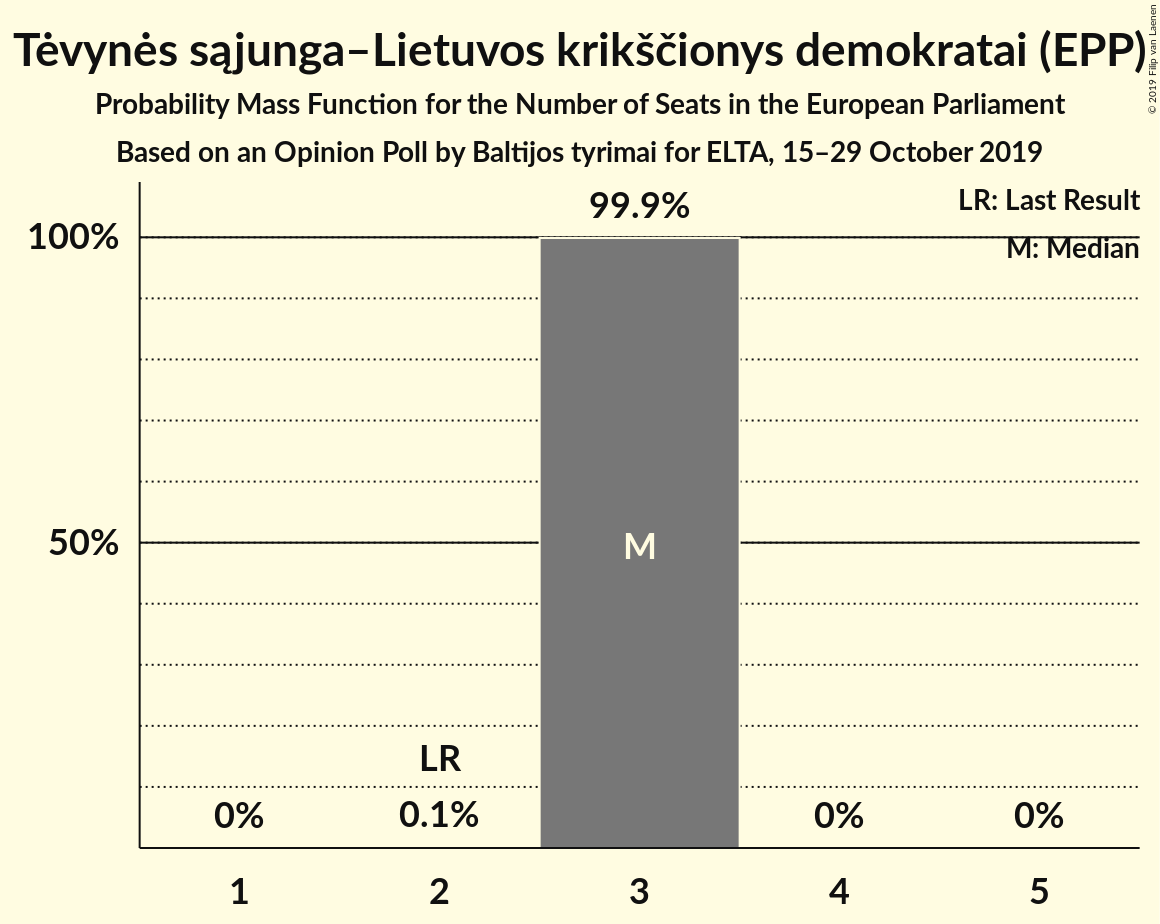 Tėvynės sąjunga–Lietuvos krikščionys demokratai (EPP)
Probability Mass Function for the Number of Seats in the European Parliament
Based on an Opinion Poll by Baltijos tyrimai for ELTA, 15–29 October 2019
© 2019 Filip van Laenen
LR: Last Result
M: Median
99.9%
100%
50%
M
LR
0%
0.1%
0%
0%
1
2
3
4
5